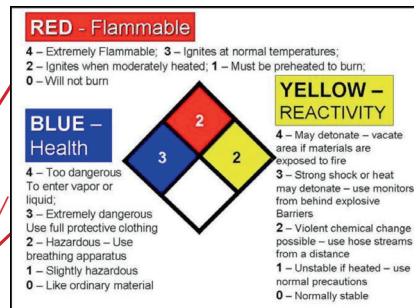 RED - Flammable
4 – Extremely Flammable; 3 – Ignites at normal temperatures;
2 – Ignites when moderately heated; 1 – Must be preheated to burn;
0 – Will not burn
BLUE –
Health
4 – Too dangerous
To enter vapor or
liquid;
3 – Extremely dangerous
Use full protective clothing
2 – Hazardous – Use
breathing apparatus
1 – Slightly hazardous
0 – Like ordinary material
2
3
2
YELLOW –
REACTIVITY
4 – May detonate – vacate
area if materials are
exposed to fire
3 – Strong shock or heat
may detonate – use monitors
from behind explosive
Barriers
2 – Violent chemical change
possible – use hose streams
from a distance
1 – Unstable if heated – use
normal precautions
0 – Normally stable